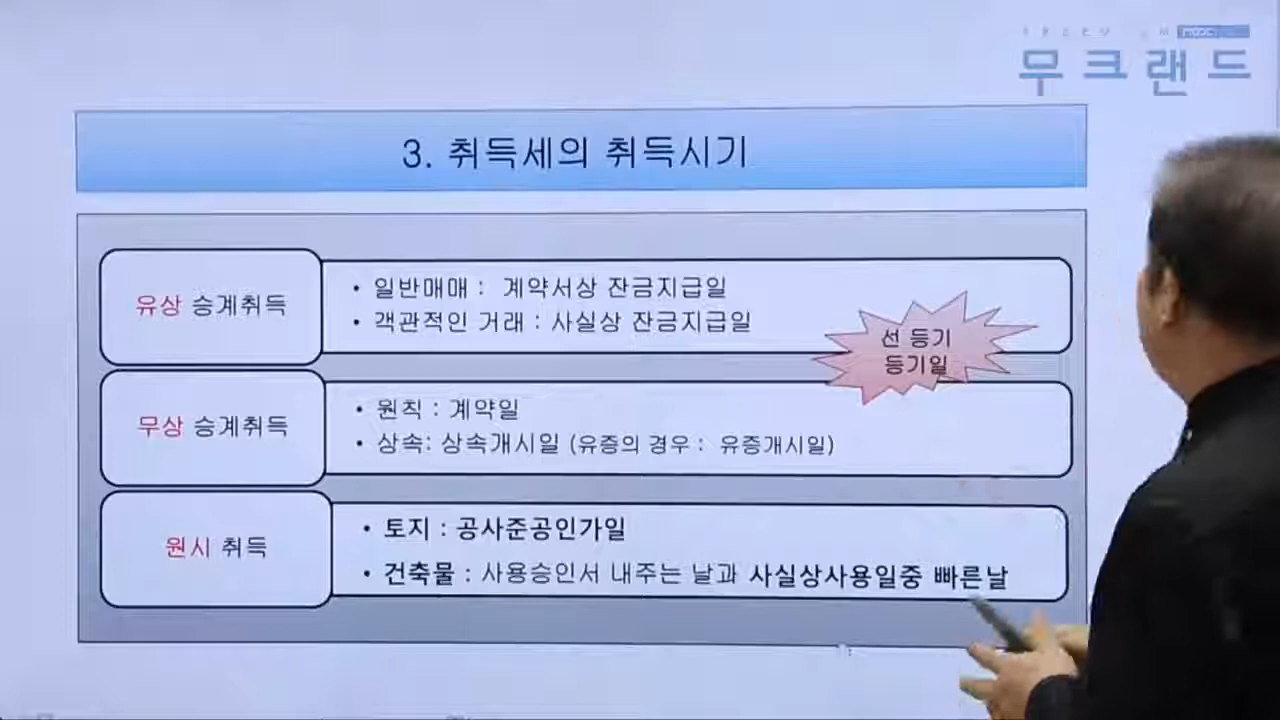 무크랜드
3. 취득세의 취득시기
유상 승계취득
• 일반매매 : 계약서상 잔금지급일
• 객관적인 거래 : 사실상 잔금지급일
선 등기
등기일
무상 승계취득
• 원칙 : 계약일
• 상속: 상속개시일 (유증의 경우 : 유증개시일)
원시 취득
• 토지 : 공사준공인가일
• 건축물 : 사용승인서 내주는 날과 사실상사용일중 빠른날